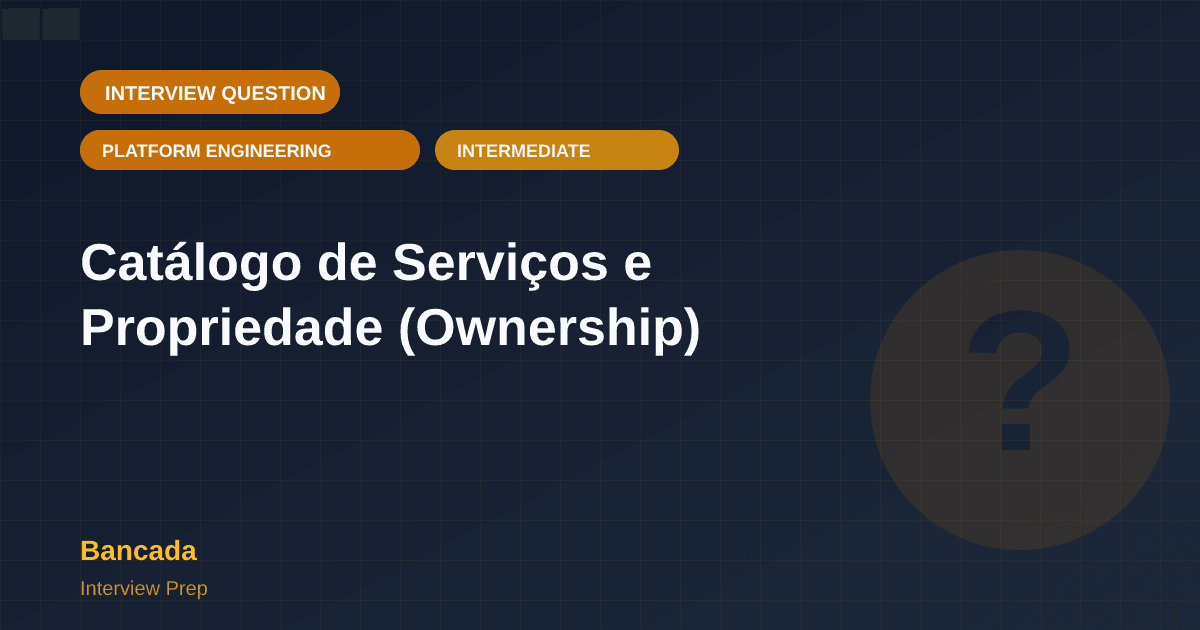 INTERVIEW QUESTION
PLATFORM ENGINEERING
INTERMEDIATE
Catálogo de Serviços e
Propriedade (Ownership)
?
Bancada
Interview Prep